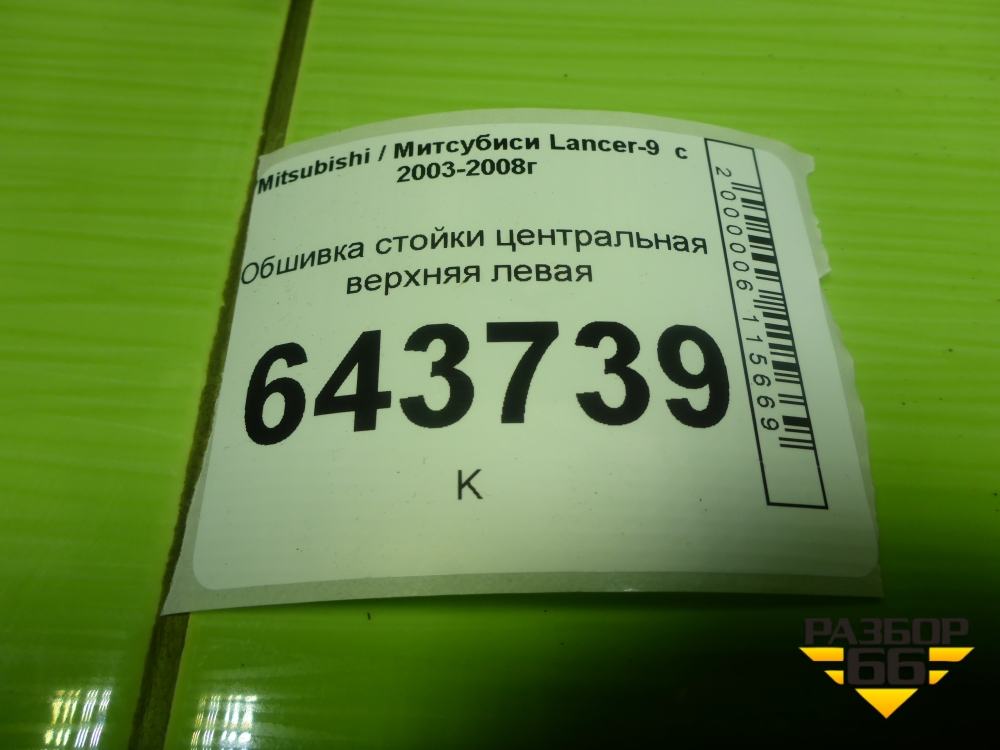 Mitsubishi / Митсубиси Lancer-9 с
2003-2008г
Обшивка стойки центральная
верхняя левая
643739
К
2000006115669
РАЗБОР
66